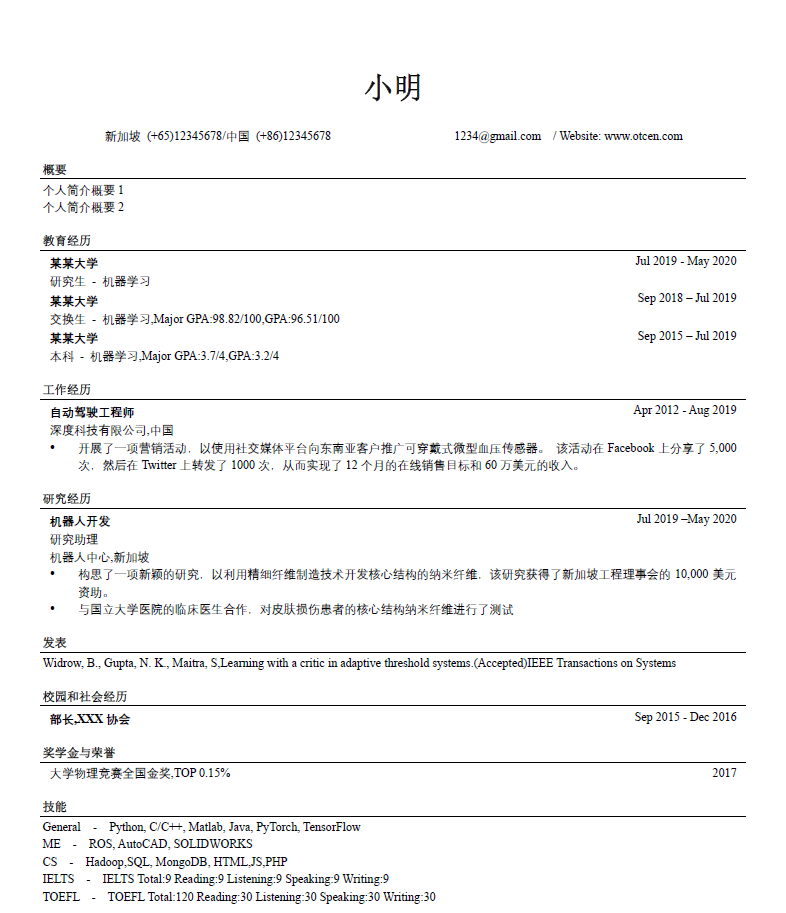 小明
新加坡 (+65)12345678/中国 (+86)12345678 1234@gmail.com / Website: www.otcen.com
概要
个人简介概要 1
个人简介概要 2
教育经历
某某大学 Jul 2019 - May 2020
研究生 - 机器学习
某某大学 Sep 2018 – Jul 2019
交换生 - 机器学习,Major GPA:98.82/100,GPA:96.51/100
某某大学 Sep 2015 – Jul 2019
本科 - 机器学习,Major GPA:3.7/4,GPA:3.2/4
工作经历
自动驾驶工程师 Apr 2012 - Aug 2019
深度科技有限公司,中国
• 开展了一项营销活动，以使用社交媒体平台向东南亚客户推广可穿戴式微型血压传感器。 该活动在 Facebook 上分享了 5,000
次，然后在 Twitter 上转发了 1000 次，从而实现了 12 个月的在线销售目标和 60 万美元的收入。
研究经历
机器人开发 Jul 2019 –May 2020
研究助理
机器人中心,新加坡
• 构思了一项新颖的研究，以利用精细纤维制造技术开发核心结构的纳米纤维，该研究获得了新加坡工程理事会的 10,000 美元
资助。
• 与国立大学医院的临床医生合作，对皮肤损伤患者的核心结构纳米纤维进行了测试
发表
Widrow, B., Gupta, N. K., Maitra, S,Learning with a critic in adaptive threshold systems.(Accepted)IEEE Transactions on Systems
校园和社会经历
部长,XXX 协会 Sep 2015 - Dec 2016
奖学金与荣誉
大学物理竞赛全国金奖,TOP 0.15% 2017
技能
General - Python, C/C++, Matlab, Java, PyTorch, TensorFlow
ME - ROS, AutoCAD, SOLIDWORKS
CS - Hadoop,SQL, MongoDB, HTML,JS,PHP
IELTS - IELTS Total:9 Reading:9 Listening:9 Speaking:9 Writing:9
TOEFL - TOEFL Total:120 Reading:30 Listening:30 Speaking:30 Writing:30